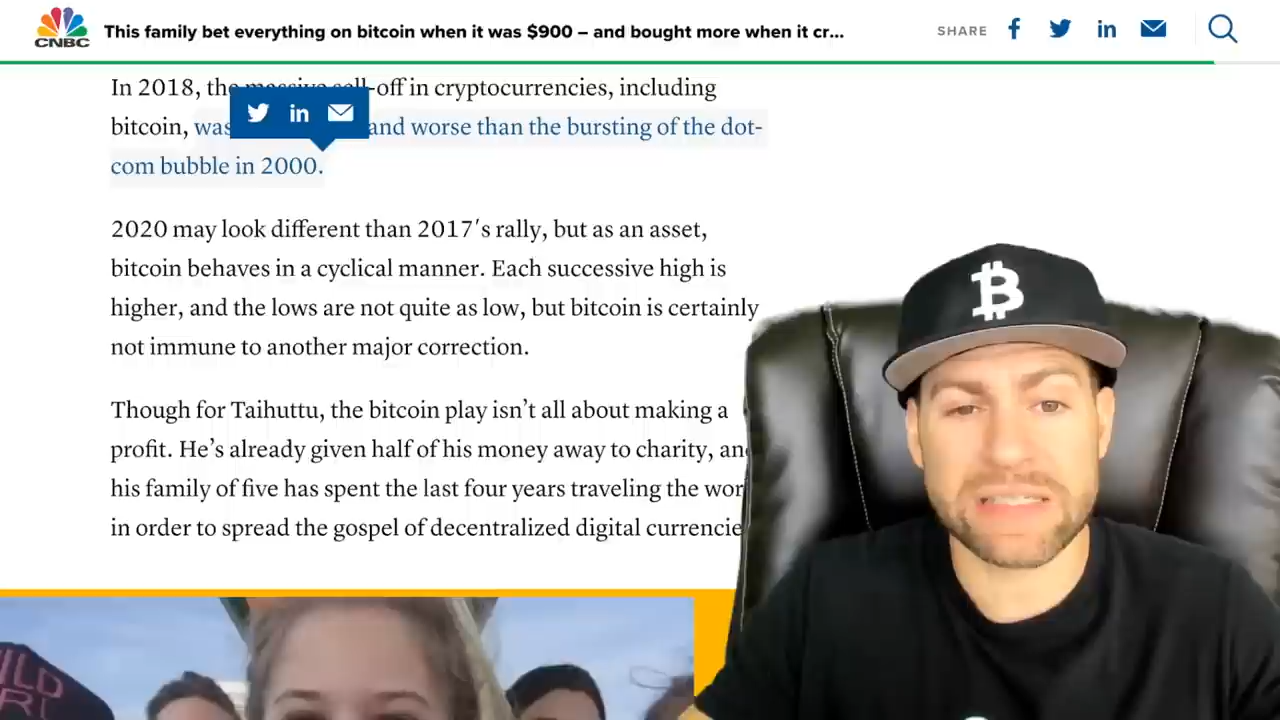 CNBC
This family bet everything on bitcoin when it was $900 – and bought more when it cr...
SHARE
In 2018, the massive sell-off in cryptocurrencies, including
bitcoin, was and worse than the bursting of the dot-
com bubble in 2000.
2020 may look different than 2017's rally, but as an asset,
bitcoin behaves in a cyclical manner. Each successive high is
higher, and the lows are not quite as low, but bitcoin is certainly
not immune to another major correction.
Though for Taihuttu, the bitcoin play isn't all about making a
profit. He's already given half of his money away to charity, and
his family of five has spent the last four years traveling the wor
in order to spread the gospel of decentralized digital currencie